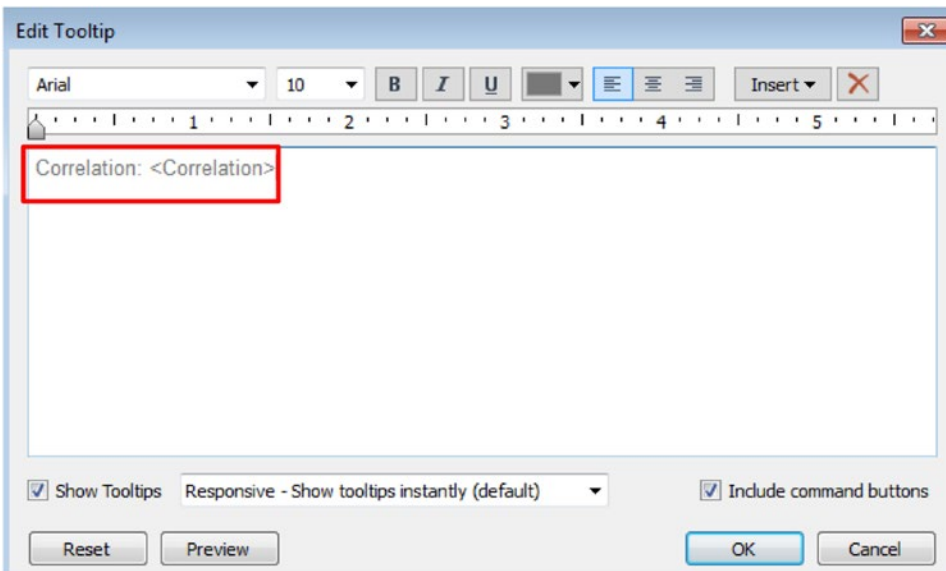 Edit Tooltip
Arial 10 B I U Insert
1 2 3 4 5
Correlation: <Correlation>
Show Tooltips Responsive - Show tooltips instantly (default) Include command buttons
Reset Preview OK Cancel